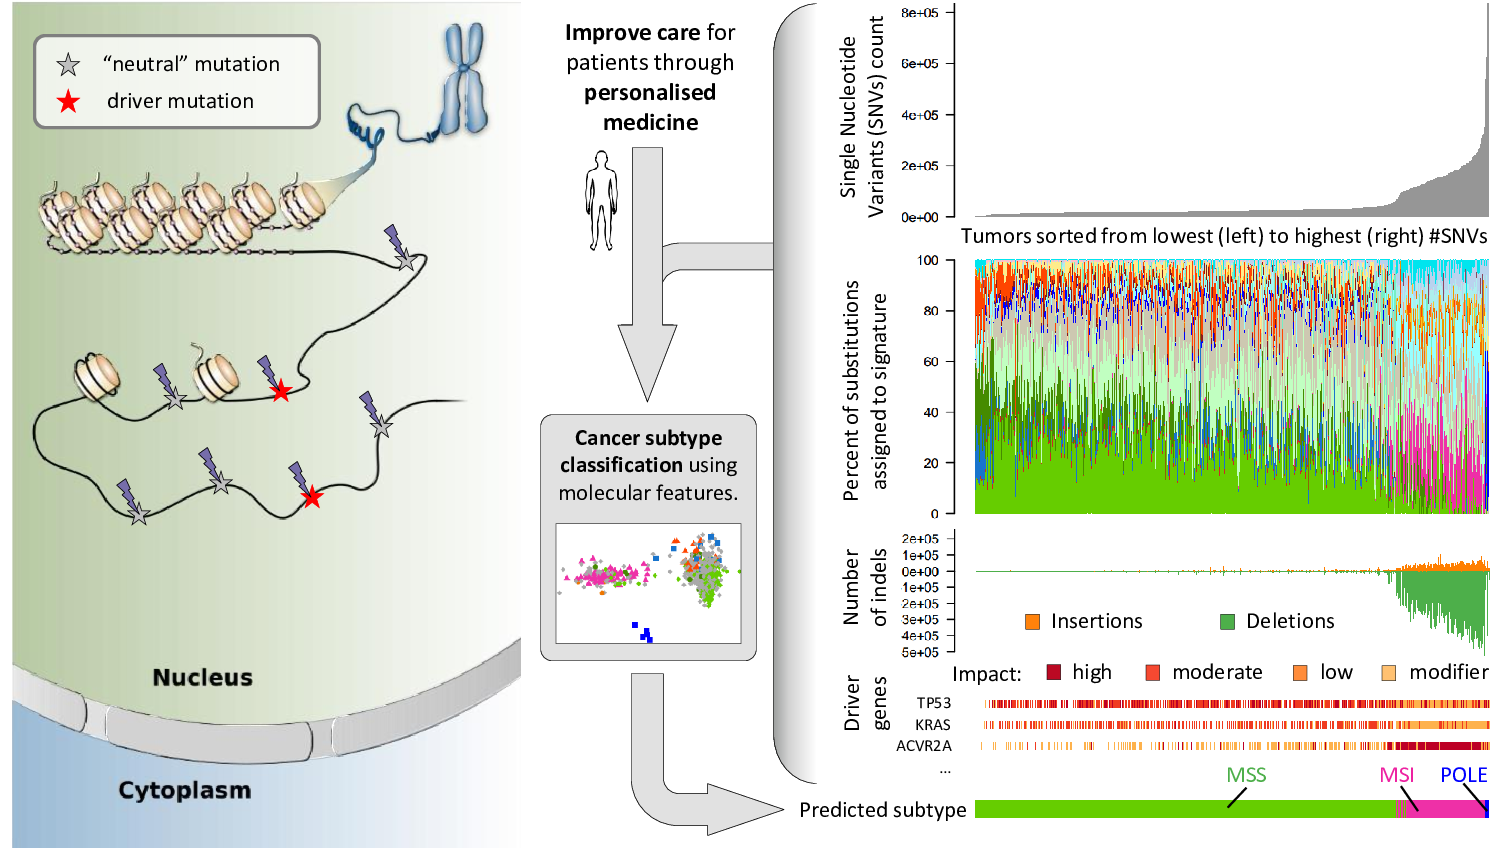 “neutral” mutation
driver mutation
Nucleus
Cytoplasm
Improve care for
patients through
personalised
medicine
Cancer subtype
classification using
molecular features.
Single Nucleotide
Variants (SNVs) count
8e+05
6e+05
4e+05
2e+05
0e+00
Tumors sorted from lowest (left) to highest (right) #SNVs
Percent of substitutions
assigned to signature
100
80
60
40
20
0
Number
of indels
2e+05
1e+05
0e+00
1e+05
2e+05
3e+05
4e+05
5e+05
Insertions
Deletions
Impact:
high
moderate
low
modifier
Driver
genes
TP53
KRAS
ACVR2A
...
MSS
MSI
POLE
Predicted subtype